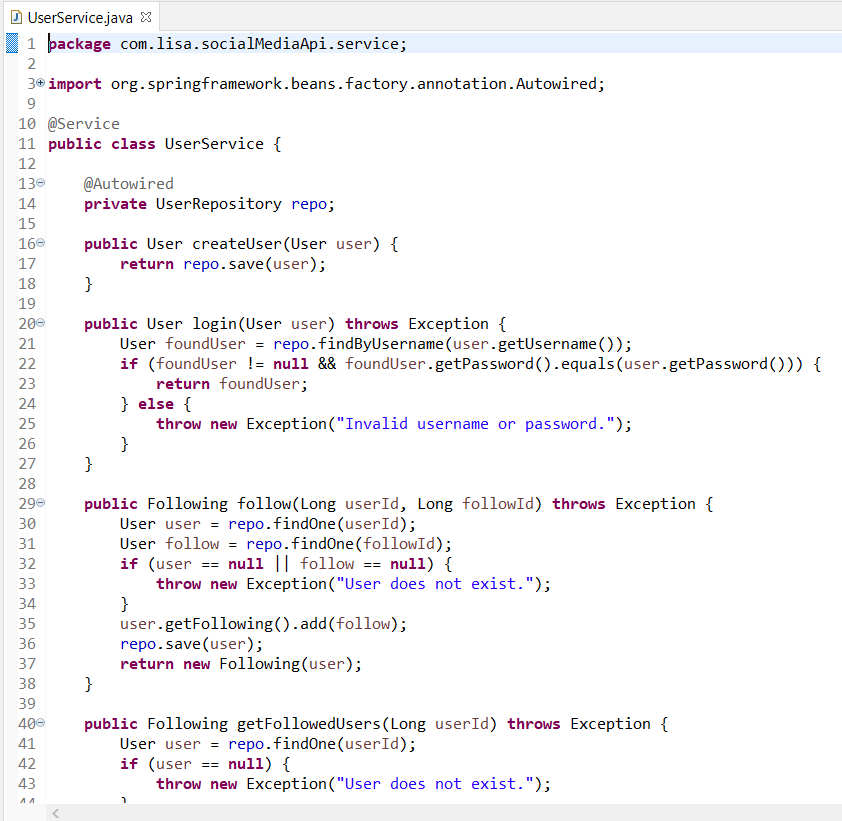 UserService.java
1 package com.lisa.socialMediaApi.service;
2
3 import org.springframework.beans.factory.annotation.Autowired;
9
10 @Service
11 public class UserService {
12
13     @Autowired
14     private UserRepository repo;
15
16     public User createUser(User user) {
17         return repo.save(user);
18     }
19
20     public User login(User user) throws Exception {
21         User foundUser = repo.findByUsername(user.getUsername());
22         if (foundUser != null && foundUser.getPassword().equals(user.getPassword())) {
23             return foundUser;
24         } else {
25             throw new Exception("Invalid username or password.");
26         }
27     }
28
29     public Following follow(Long userId, Long followId) throws Exception {
30         User user = repo.findOne(userId);
31         User follow = repo.findOne(followId);
32         if (user == null || follow == null) {
33             throw new Exception("User does not exist.");
34         }
35         user.getFollowing().add(follow);
36         repo.save(user);
37         return new Following(user);
38     }
39
40     public Following getFollowedUsers(Long userId) throws Exception {
41         User user = repo.findOne(userId);
42         if (user == null) {
43             throw new Exception("User does not exist.");
44         }